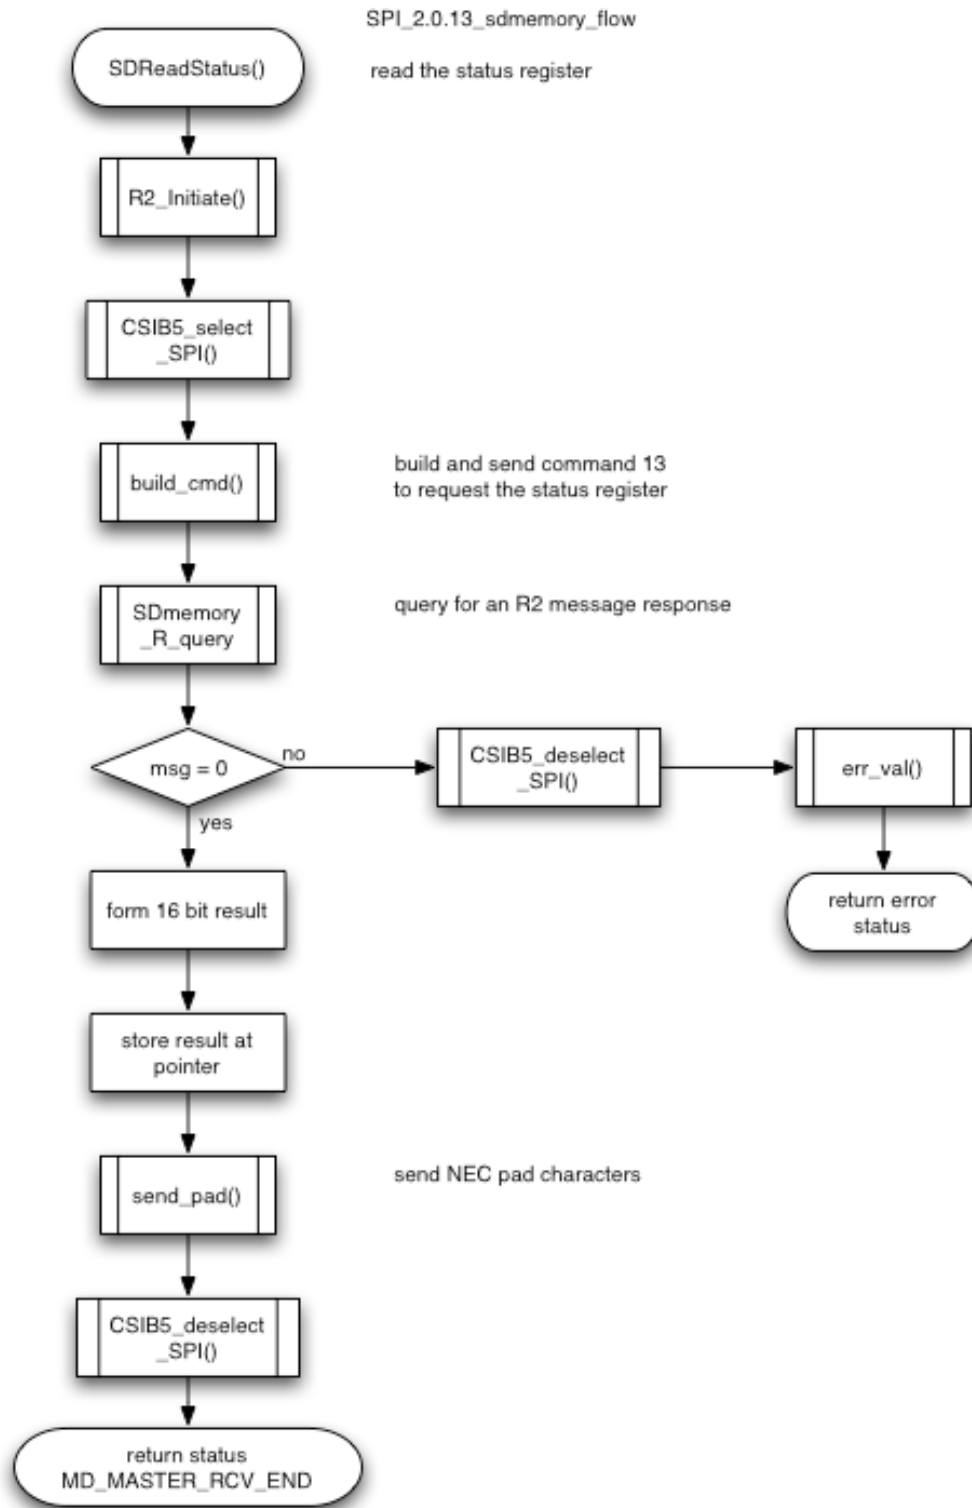 SPI_2.0.13_sdmemory_flow
SDReadStatus()
read the status register
R2_Initiate()
CSIB5_select
_SPI()
build_cmd()
build and send command 13
to request the status register
SDmemory
_R_query
query for an R2 message response
msg = 0
no
yes
CSIB5_deselect
_SPI()
err_val()
return error
status
form 16 bit result
store result at
pointer
send_pad()
send NEC pad characters
CSIB5_deselect
_SPI()
return status
MD_MASTER_RCV_END